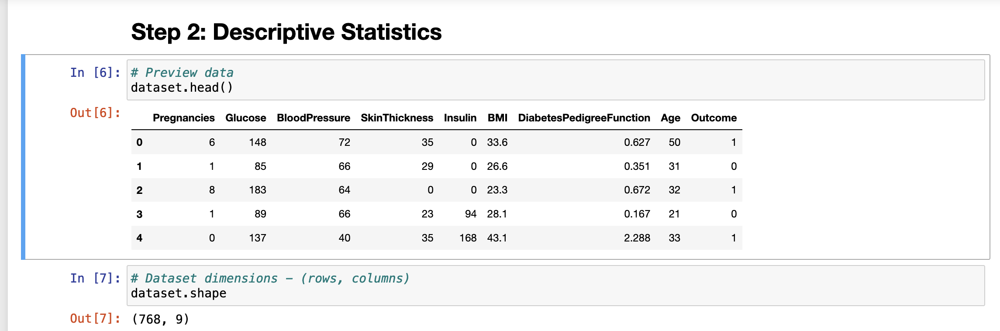 Step 2: Descriptive Statistics
In [6]: # Preview data
dataset.head()
Out[6]:
Pregnancies Glucose BloodPressure SkinThickness Insulin BMI DiabetesPedigreeFunction Age Outcome
0 6 148 72 35 0 33.6 0.627 50 1
1 1 85 66 29 0 26.6 0.351 31 0
2 8 183 64 0 0 23.3 0.672 32 1
3 1 89 66 23 94 28.1 0.167 21 0
4 0 137 40 35 168 43.1 2.288 33 1
In [7]: # Dataset dimensions – (rows, columns)
dataset.shape
Out[7]: (768, 9)